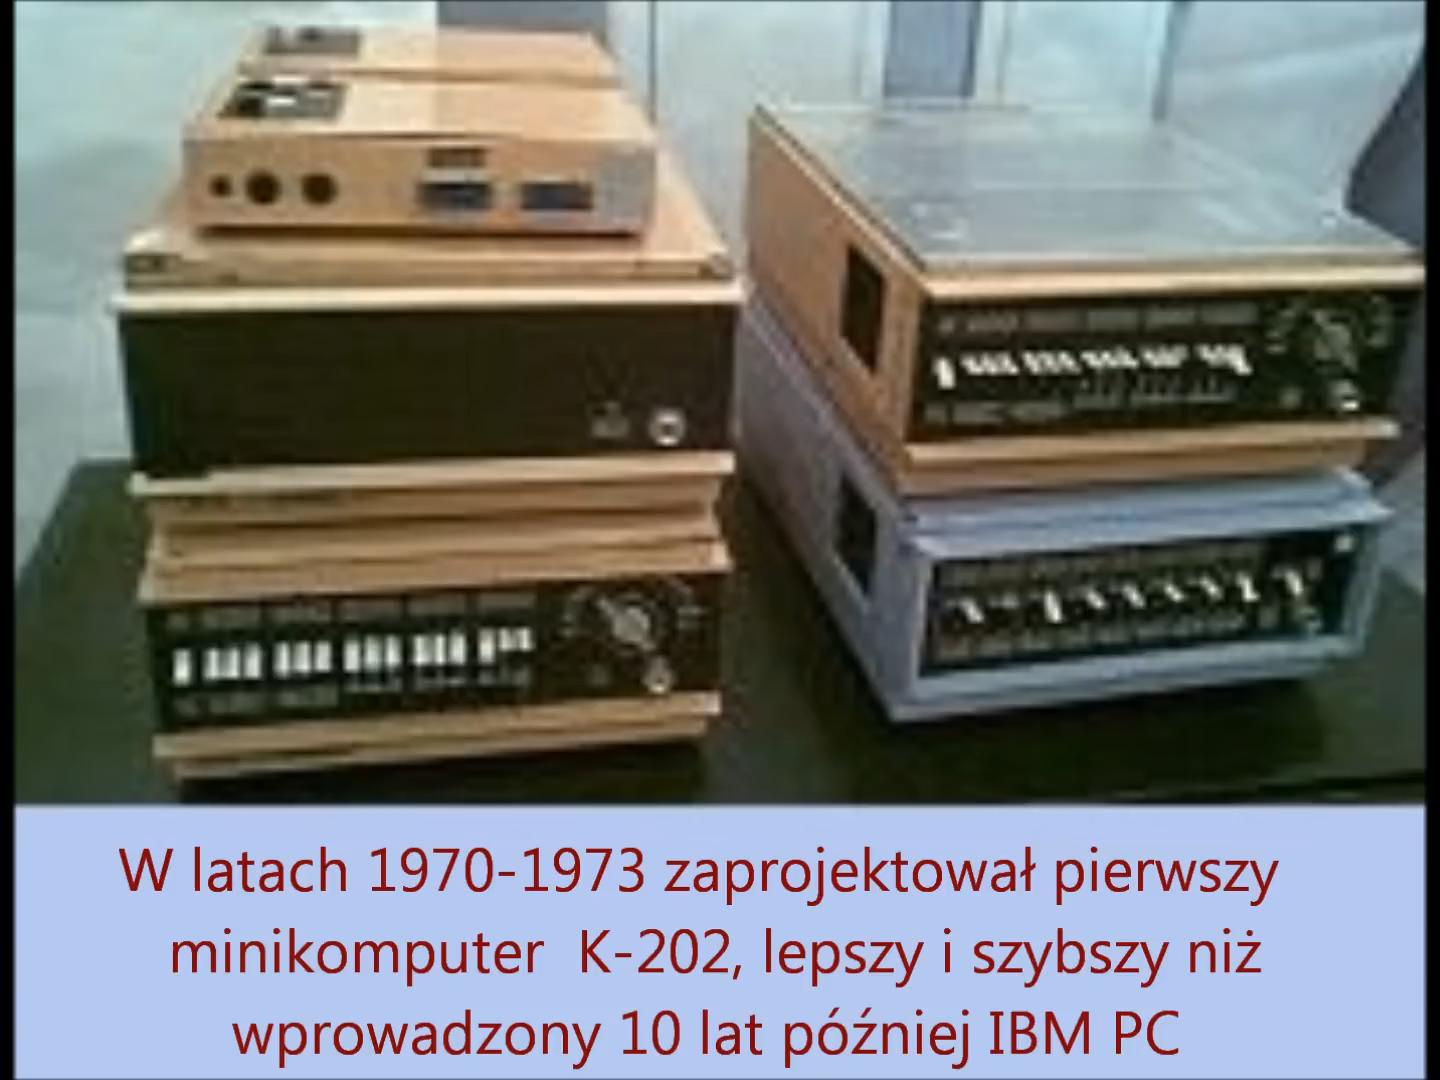 W latach 1970-1973 zaprojektował pierwszy
minikomputer K-202, lepszy i szybszy niż
wprowadzony 10 lat później IBM PC